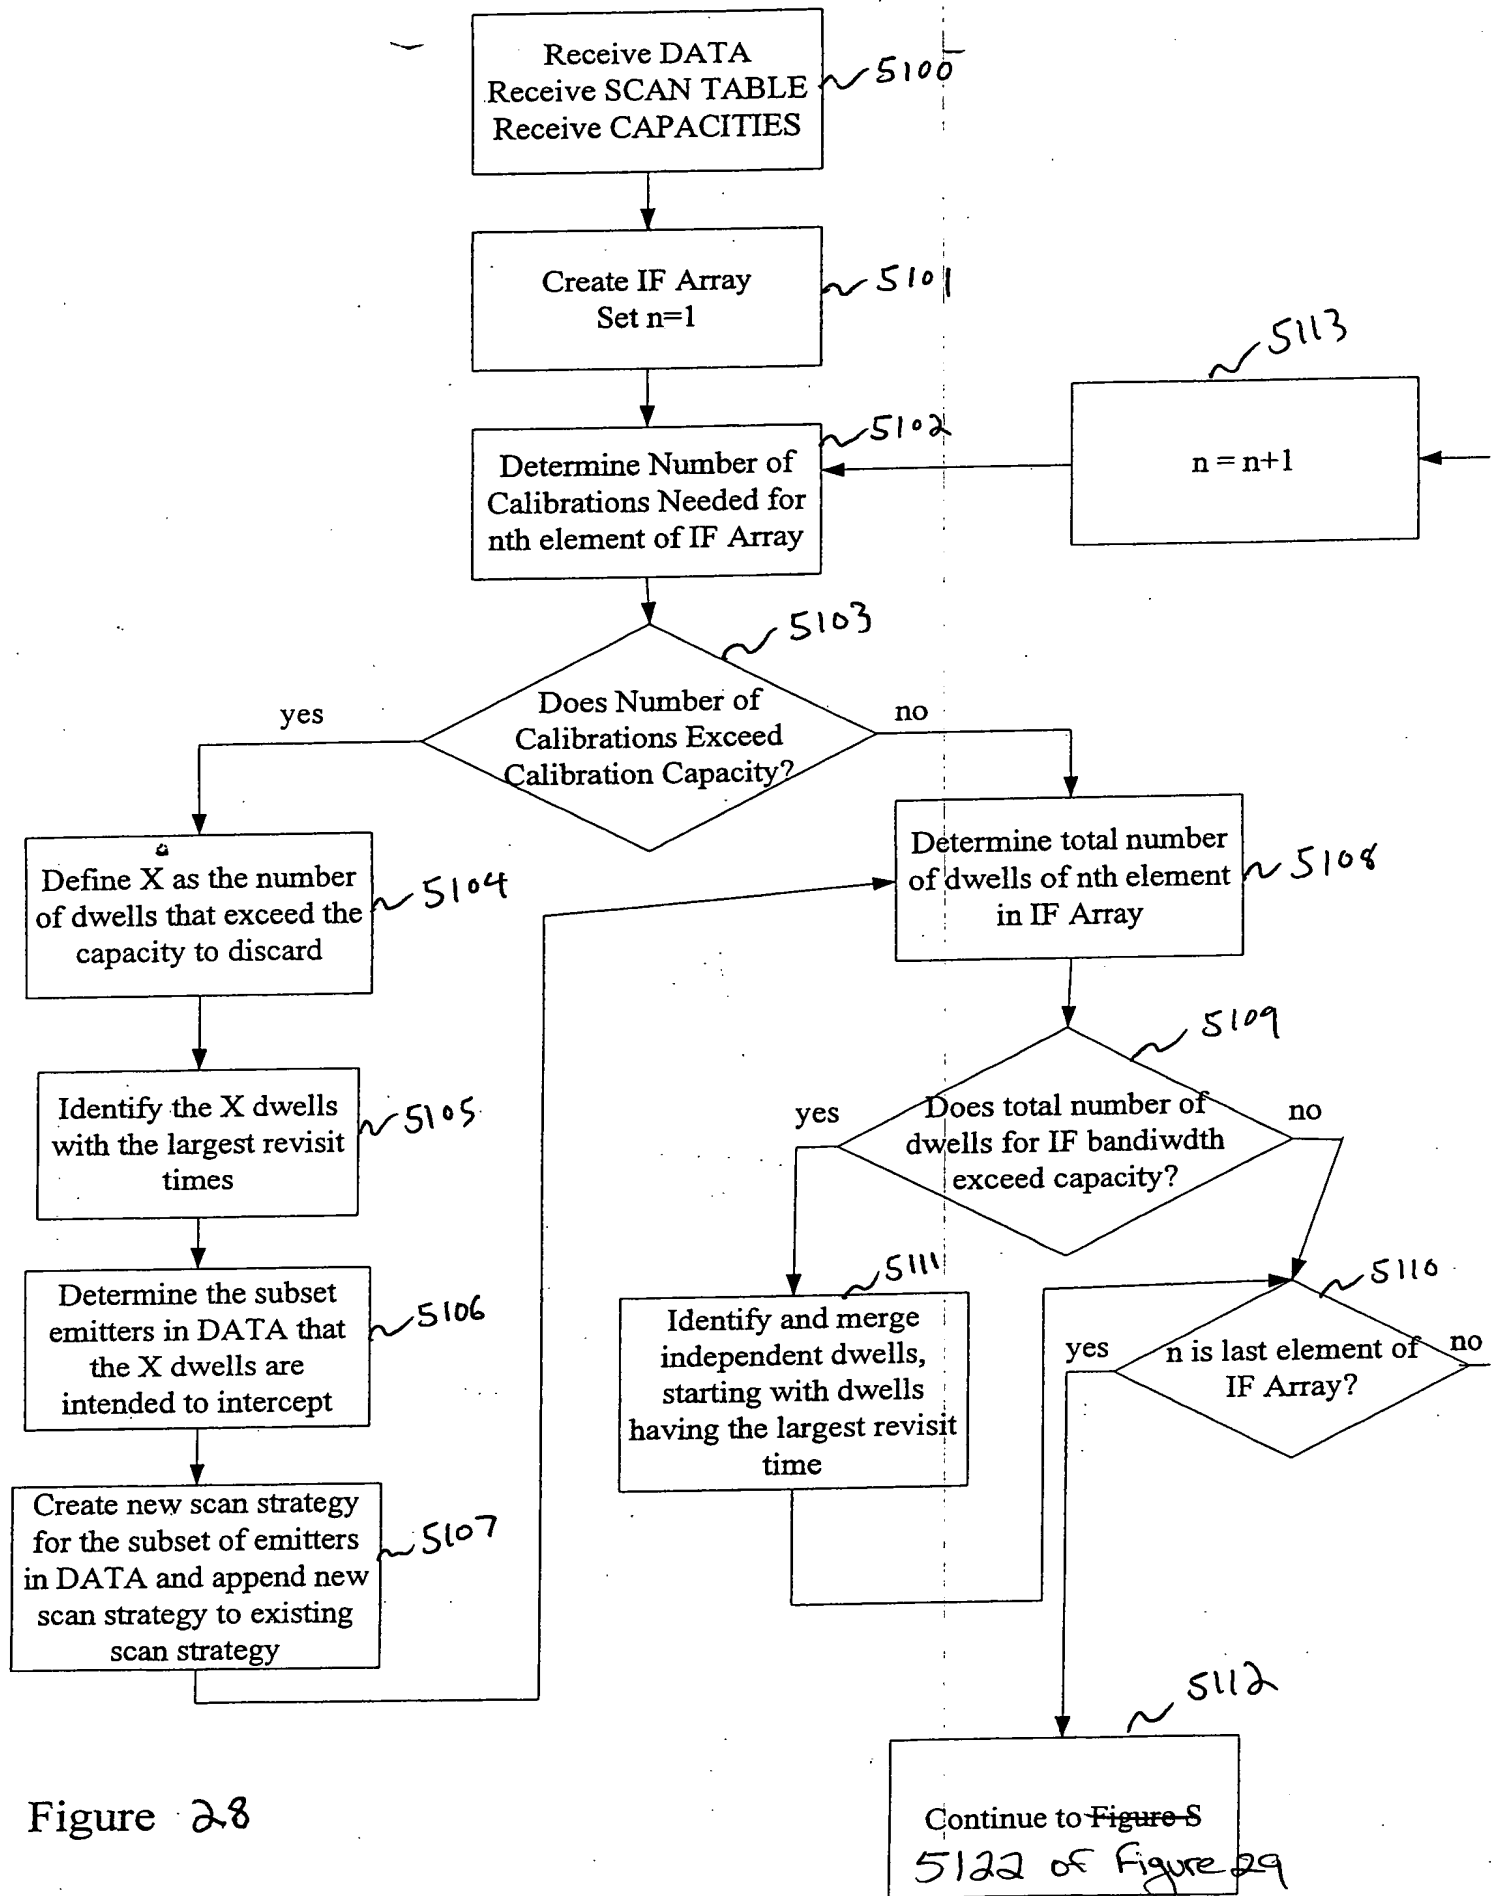 Receive DATA
Receive SCAN TABLE
Receive CAPACITIES
5100
Create IF Array
Set n=1
5101
5113
n = n+1
5102
Determine Number of
Calibrations Needed for
nth element of IF Array
5103
Does Number of
Calibrations Exceed
Calibration Capacity?
yes
no
Define X as the number
of dwells that exceed the
capacity to discard
5104
Determine total number
of dwells of nth element
in IF Array
5108
Identify the X dwells
with the largest revisit
times
5105
5109
Does total number of
dwells for IF bandiwdth
exceed capacity?
yes
no
Determine the subset
emitters in DATA that
the X dwells are
intended to intercept
5106
5111
Identify and merge
independent dwells,
starting with dwells
having the largest revisit
time
5110
n is last element of
IF Array?
yes
no
Create new scan strategy
for the subset of emitters
in DATA and append new
scan strategy to existing
scan strategy
5107
5112
Continue to Figure S
5122 of Figure 29
Figure 28